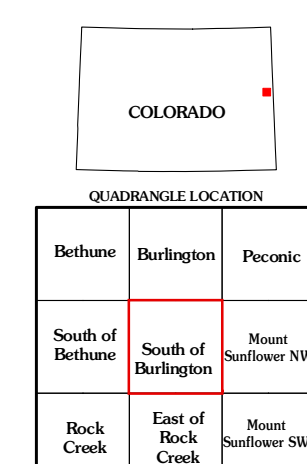 COLORADO
QUADRANGLE LOCATION
Bethune
Burlington
Peconic
South of
Bethune
South of
Burlington
Mount
Sunflower NW
Rock
Creek
East of
Rock
Creek
Mount
Sunflower SW